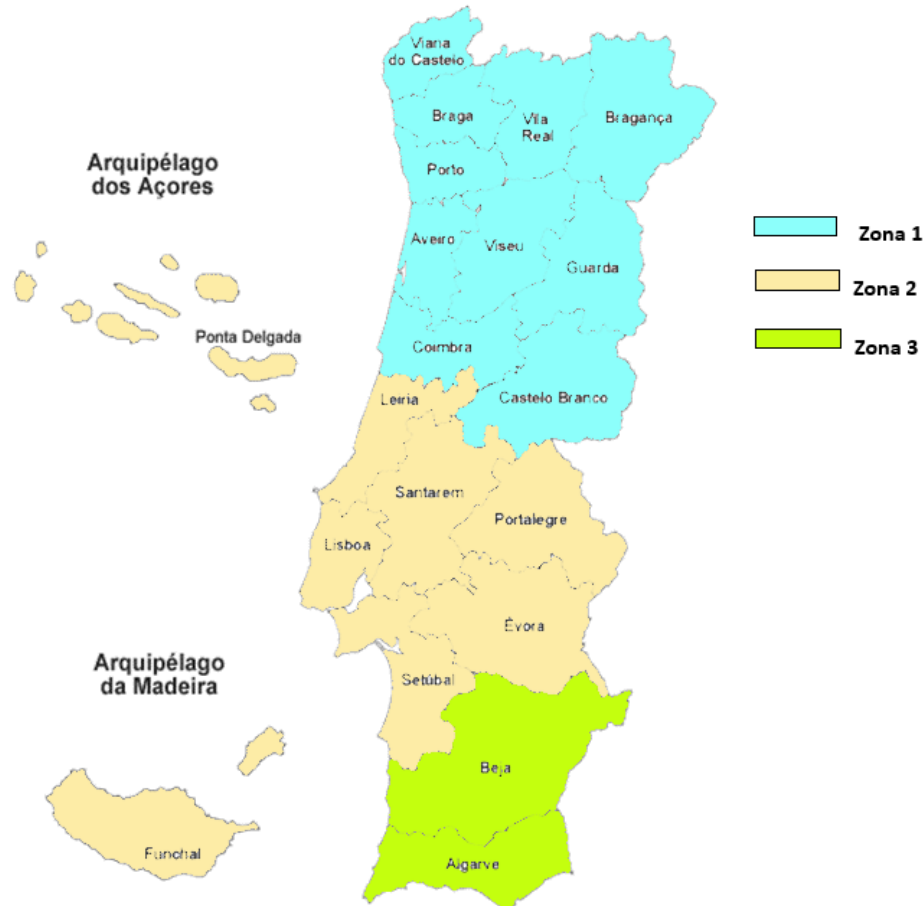 Viana
do Castelo
Braga
Vila
Real
Bragança
Porto
Arquipélago
dos Açores
Aveiro
Viseu
Guarda
Zona 1
Zona 2
Zona 3
Ponta Delgada
Coimbra
Castelo Branco
Leiria
Santarem
Portalegre
Lisboa
Évora
Arquipélago
da Madeira
Setúbal
Beja
Funchal
Algarve